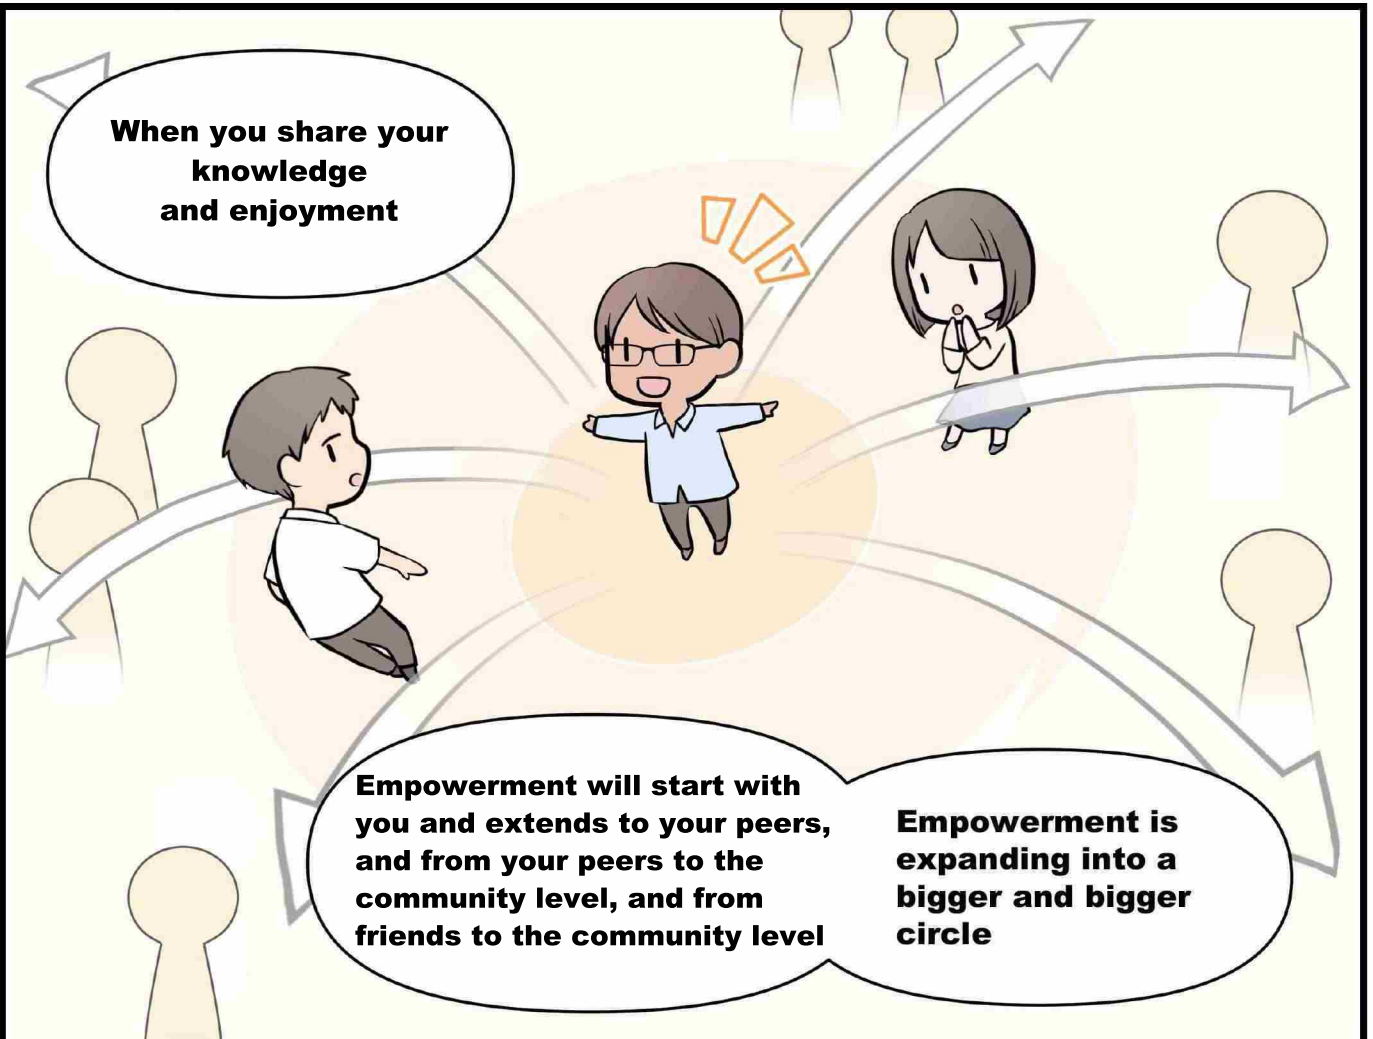 When you share your
knowledge
and enjoyment
Empowerment will start with
you and extends to your peers,
and from your peers to the
community level, and from
friends to the community level
Empowerment is
expanding into a
bigger and bigger
circle